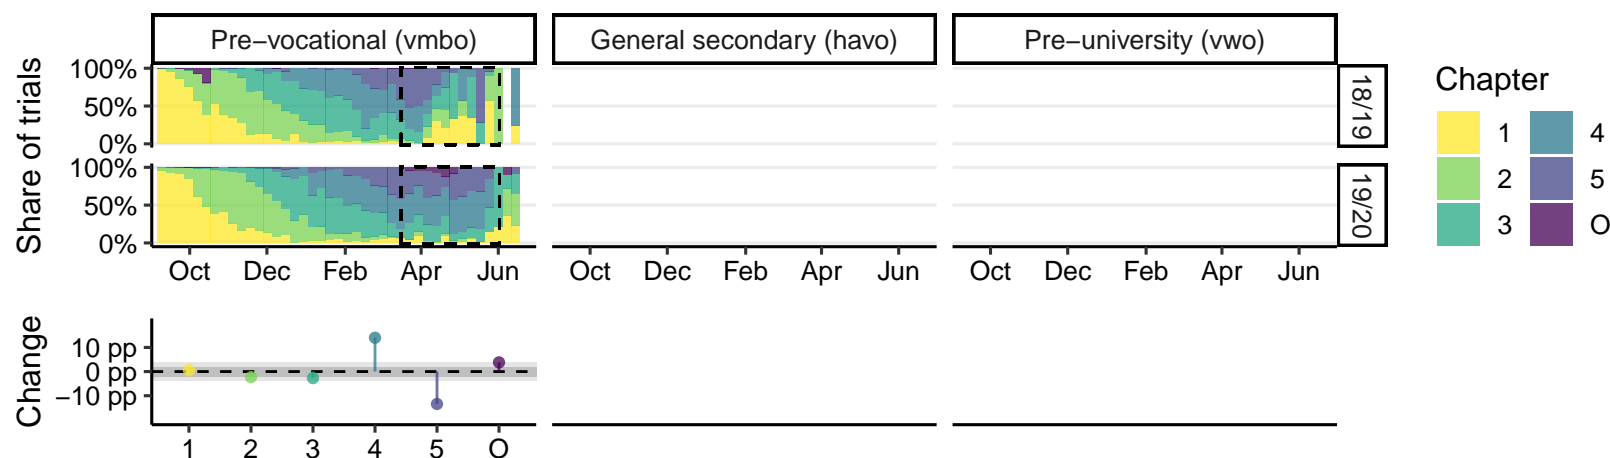 Pre−vocational (vmbo) General secondary (havo) Pre−university (vwo)
Share of trials
100%
50%
0%
18/19
100%
50%
0%
19/20
Oct Dec Feb Apr Jun Oct Dec Feb Apr Jun Oct Dec Feb Apr Jun
Chapter
1 4
2 5
3 O
Change
10 pp
0 pp
−10 pp
1 2 3 4 5 O